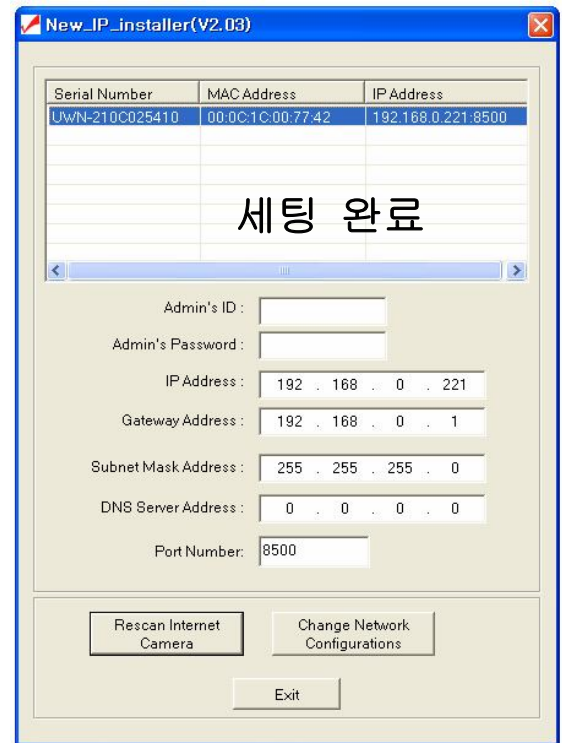 New_IP_installer(V2.03)
Serial Number MAC Address IP Address
UWN-210C025410 00:0C:1C:00:77:42 192.168.0.221:8500
세팅 완료
Admin's ID :
Admin's Password :
IP Address : 192 . 168 . 0 . 221
Gateway Address : 192 . 168 . 0 . 1
Subnet Mask Address : 255 . 255 . 255 . 0
DNS Server Address : 0 . 0 . 0 . 0
Port Number: 8500
Rescan Internet
Camera
Change Network
Configurations
Exit